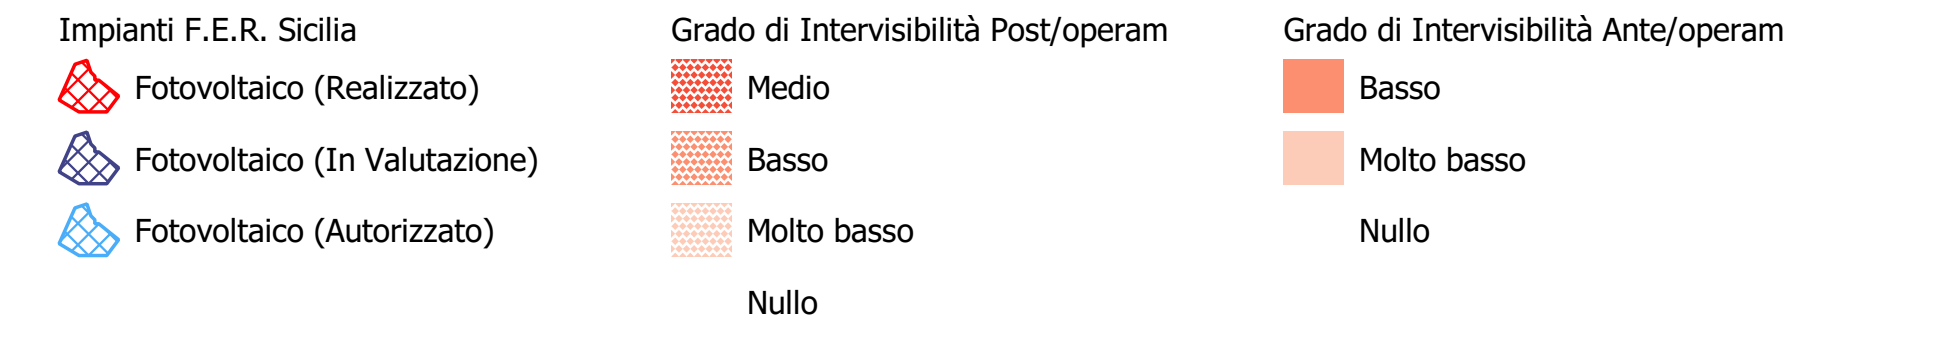 Impianti F.E.R. Sicilia
Fotovoltaico (Realizzato)
Fotovoltaico (In Valutazione)
Fotovoltaico (Autorizzato)
Grado di Intervisibilità Post/operam
Medio
Basso
Molto basso
Nullo
Grado di Intervisibilità Ante/operam
Basso
Molto basso
Nullo